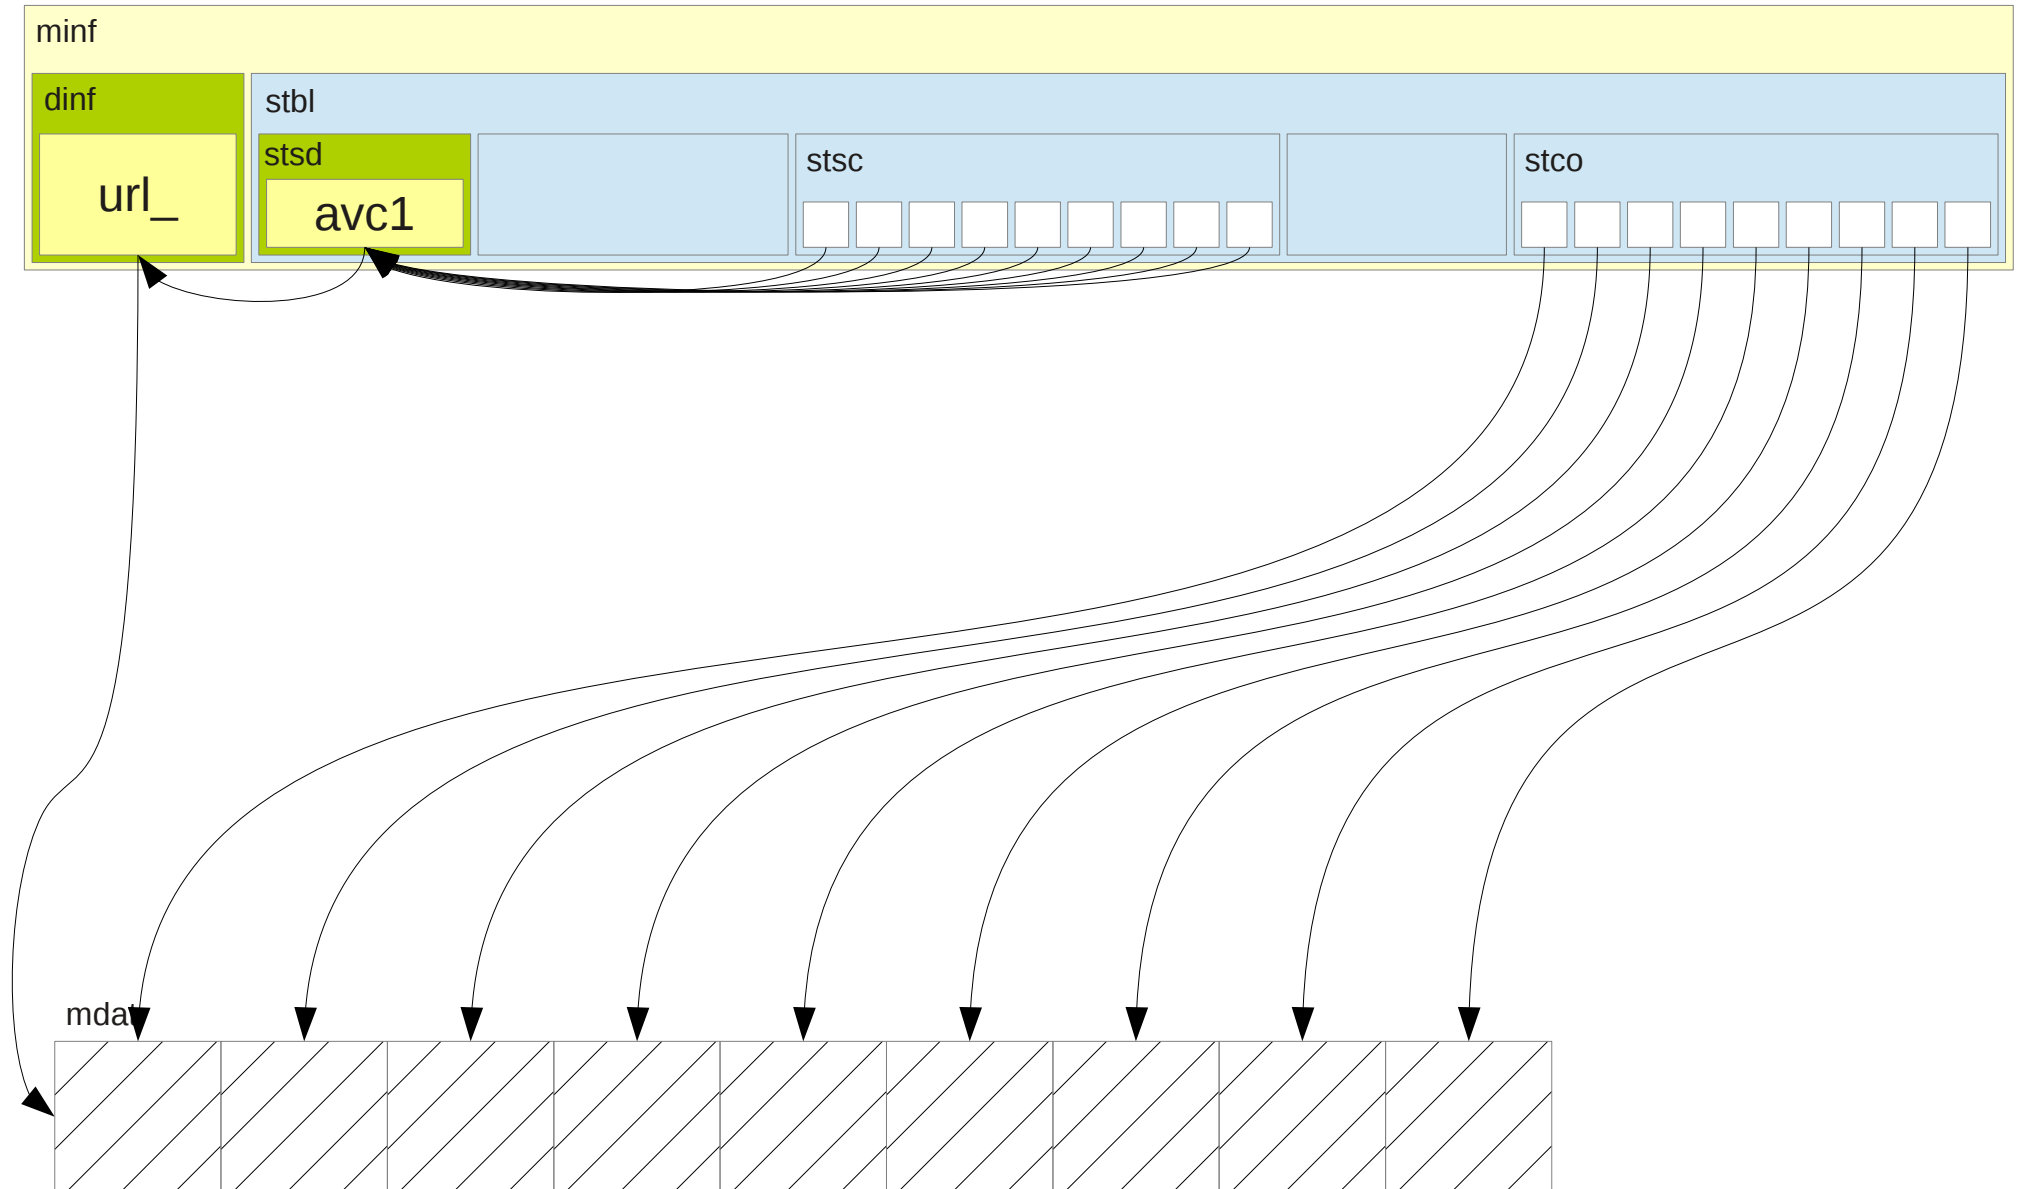 minf
dinf
stbl
url_
stsd
avc1
stsc
stco
mdat